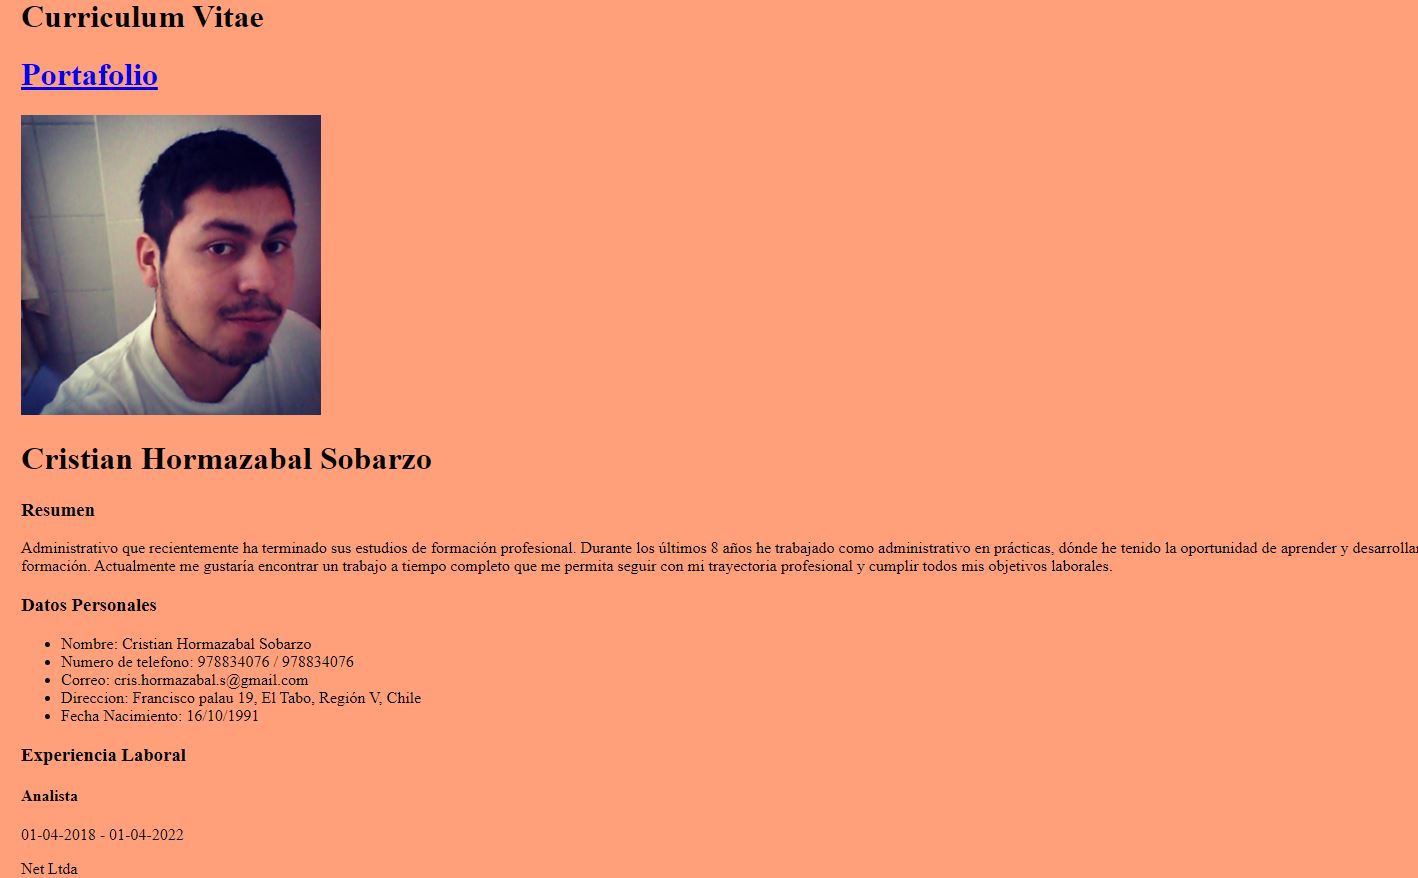 Curriculum Vitae
Portafolio
Cristian Hormazabal Sobarzo
Resumen
Administrativo que recientemente ha terminado sus estudios de formación profesional. Durante los últimos 8 años he trabajado como administrativo en prácticas, dónde he tenido la oportunidad de aprender y desarrollar
formación. Actualmente me gustaría encontrar un trabajo a tiempo completo que me permita seguir con mi trayectoria profesional y cumplir todos mis objetivos laborales.
Datos Personales
• Nombre: Cristian Hormazabal Sobarzo
• Numero de telefono: 978834076 / 978834076
• Correo: cris.hormazabal.s@gmail.com
• Direccion: Francisco palau 19, El Tabo, Región V, Chile
• Fecha Nacimiento: 16/10/1991
Experiencia Laboral
Analista
01-04-2018 - 01-04-2022
Net Ltda